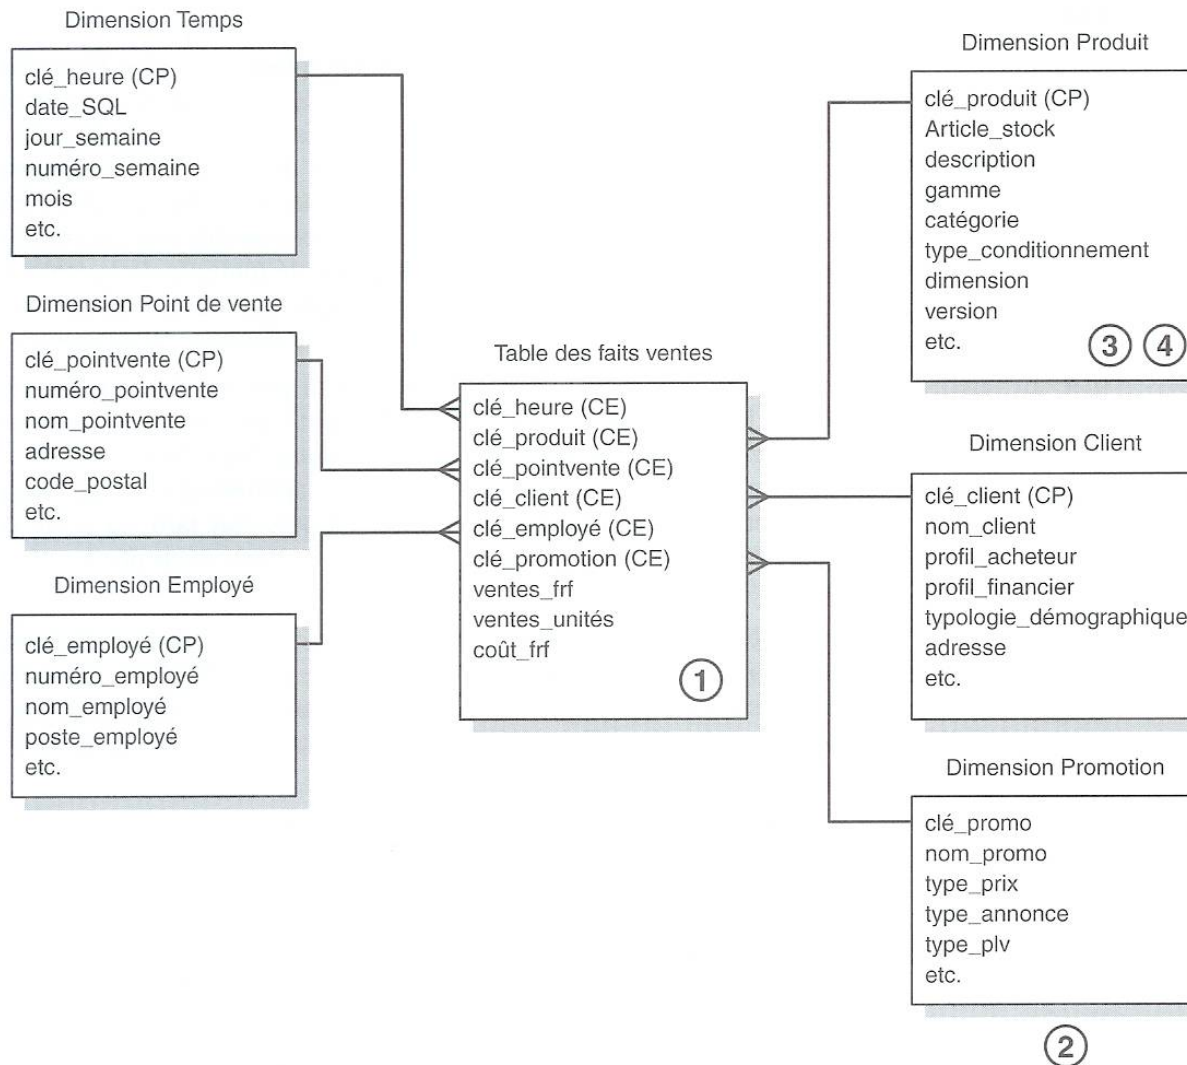 Dimension Temps
clé_heure (CP)
date_SQL
jour_semaine
numéro_semaine
mois
etc.
Dimension Point de vente
clé_pointvente (CP)
numéro_pointvente
nom_pointvente
adresse
code_postal
etc.
Dimension Employé
clé_employé (CP)
numéro_employé
nom_employé
poste_employé
etc.
Table des faits ventes
clé_heure (CE)
clé_produit (CE)
clé_pointvente (CE)
clé_client (CE)
clé_employé (CE)
clé_promotion (CE)
ventes_frf
ventes_unités
coût_frf
1
Dimension Produit
clé_produit (CP)
Article_stock
description
gamme
catégorie
type_conditionnement
dimension
version
etc.
3 4
Dimension Client
clé_client (CP)
nom_client
profil_acheteur
profil_financier
typologie_démographique
adresse
etc.
Dimension Promotion
clé_promo
nom_promo
type_prix
type_annonce
type_plv
etc.
2